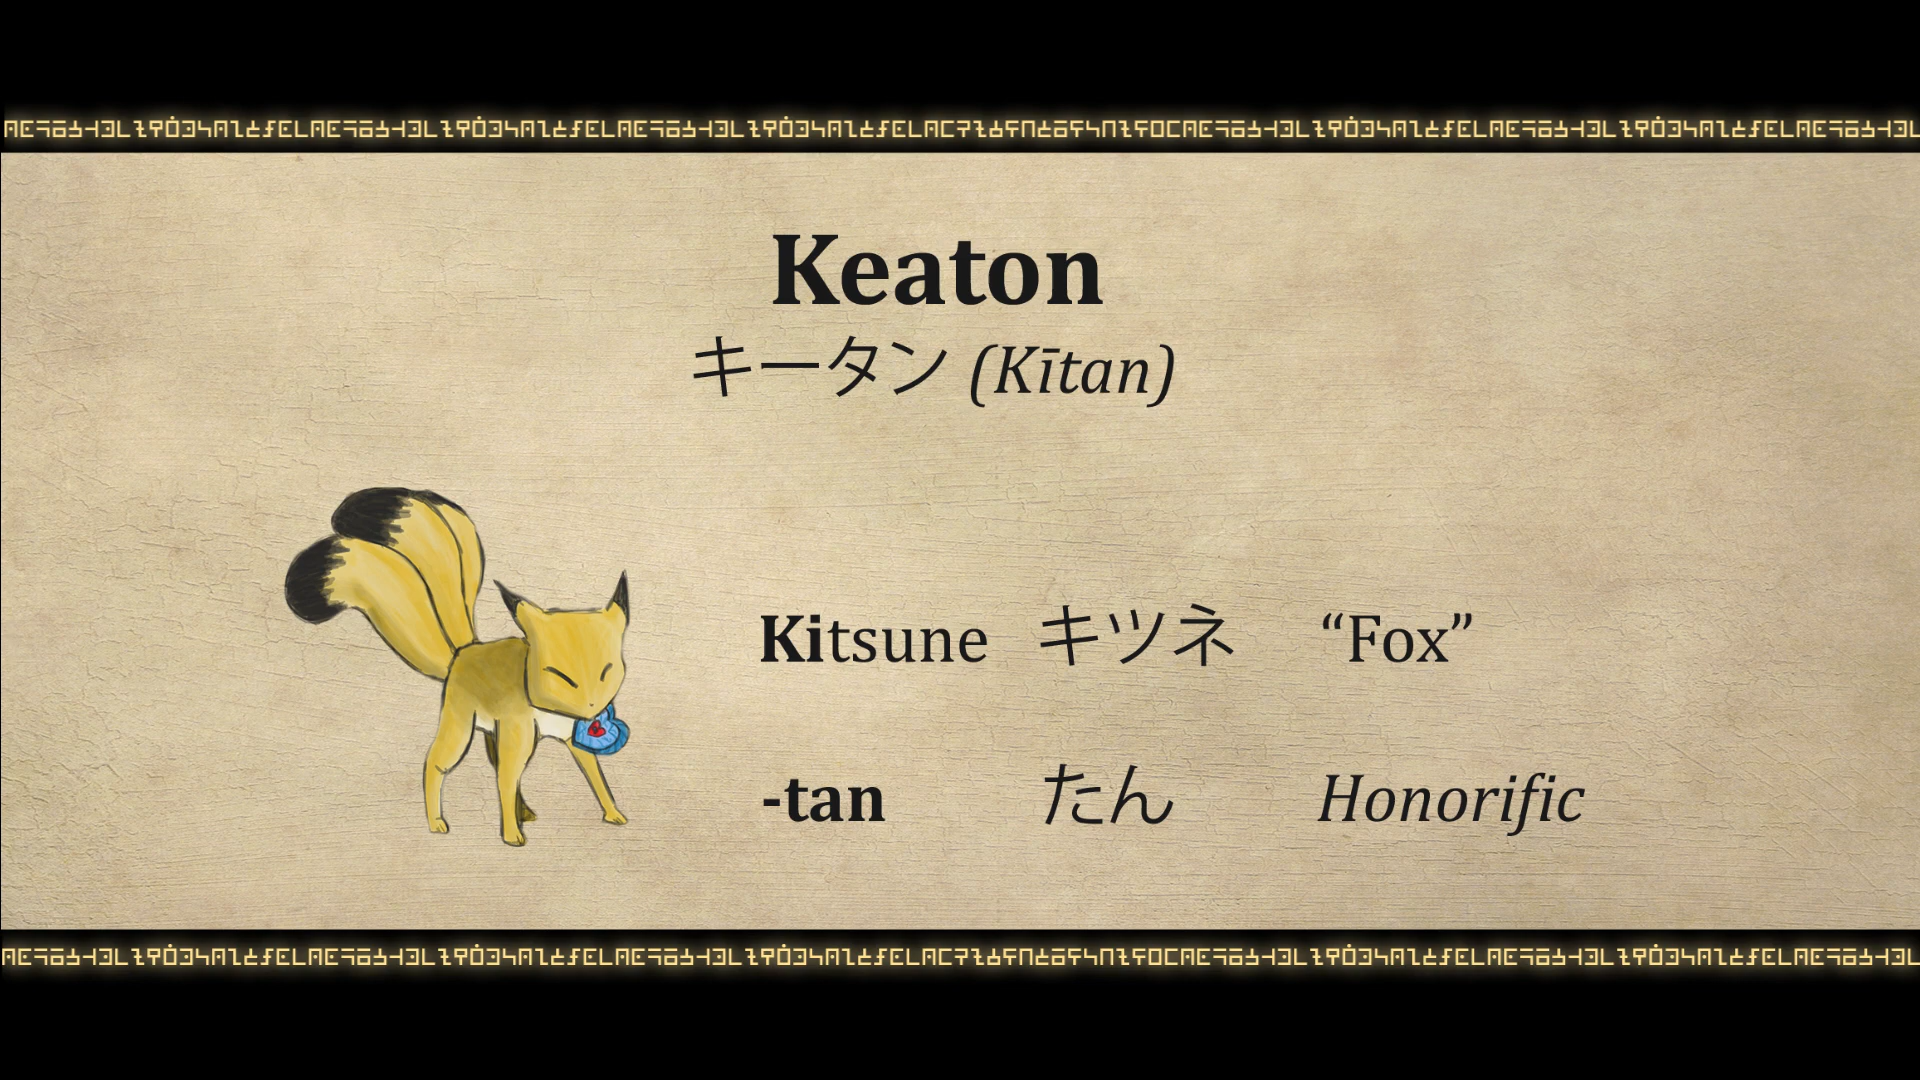 Keaton
キータン (Kītan)
Kitsune キツネ “Fox”
-tan たん Honorific